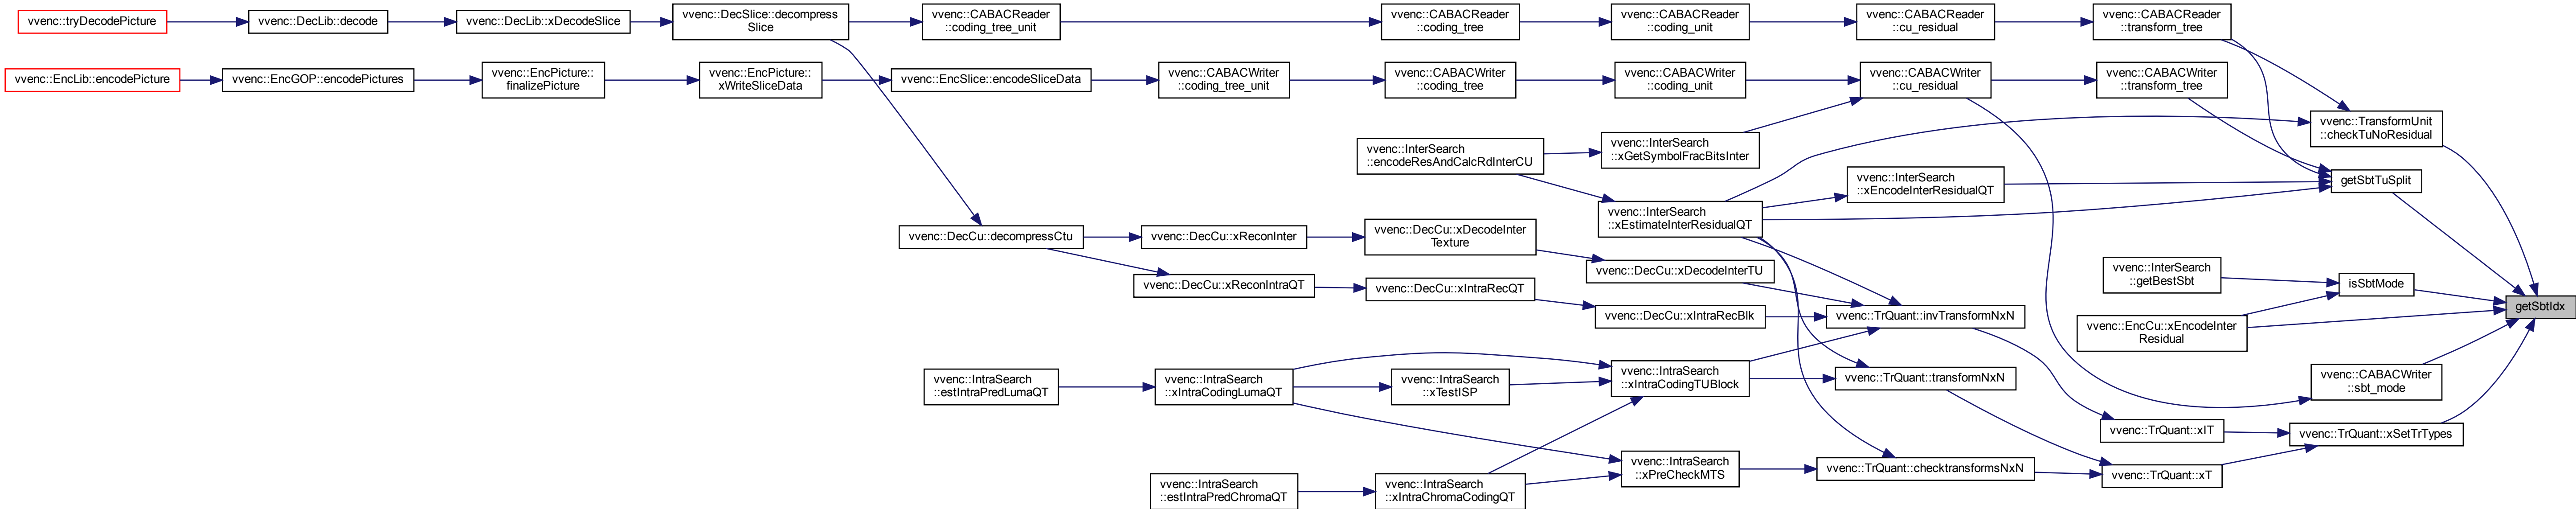 vvenc::tryDecodePicture
vvenc::DecLib::decode
vvenc::DecLib::xDecodeSlice
vvenc::DecSlice::decompress
Slice
vvenc::CABACReader
::coding_tree_unit
vvenc::CABACReader
::coding_tree
vvenc::CABACReader
::coding_unit
vvenc::CABACReader
::cu_residual
vvenc::CABACReader
::transform_tree
vvenc::EncLib::encodePicture
vvenc::EncGOP::encodePictures
vvenc::EncPicture::
finalizePicture
vvenc::EncPicture::
xWriteSliceData
vvenc::EncSlice::encodeSliceData
vvenc::CABACWriter
::coding_tree_unit
vvenc::CABACWriter
::coding_tree
vvenc::CABACWriter
::coding_unit
vvenc::CABACWriter
::cu_residual
vvenc::CABACWriter
::transform_tree
vvenc::TransformUnit
::checkTuNoResidual
vvenc::InterSearch
::encodeResAndCalcRdInterCU
vvenc::InterSearch
::xGetSymbolFracBitsInter
vvenc::InterSearch
::xEncodeInterResidualQT
getSbtTuSplit
vvenc::InterSearch
::xEstimateInterResidualQT
vvenc::DecCu::decompressCtu
vvenc::DecCu::xReconInter
vvenc::DecCu::xDecodeInter
Texture
vvenc::DecCu::xDecodeInterTU
vvenc::DecCu::xReconIntraQT
vvenc::DecCu::xIntraRecQT
vvenc::DecCu::xIntraRecBlk
vvenc::TrQuant::invTransformNxN
vvenc::InterSearch
::getBestSbt
isSbtMode
getSbtIdx
vvenc::EncCu::xEncodeInter
Residual
vvenc::IntraSearch
::estIntraPredLumaQT
vvenc::IntraSearch
::xIntraCodingLumaQT
vvenc::IntraSearch
::xTestISP
vvenc::IntraSearch
::xIntraCodingTUBlock
vvenc::TrQuant::transformNxN
vvenc::CABACWriter
::sbt_mode
vvenc::TrQuant::xIT
vvenc::TrQuant::xSetTrTypes
vvenc::IntraSearch
::estIntraPredChromaQT
vvenc::IntraSearch
::xIntraChromaCodingQT
vvenc::IntraSearch
::xPreCheckMTS
vvenc::TrQuant::checktransformsNxN
vvenc::TrQuant::xT